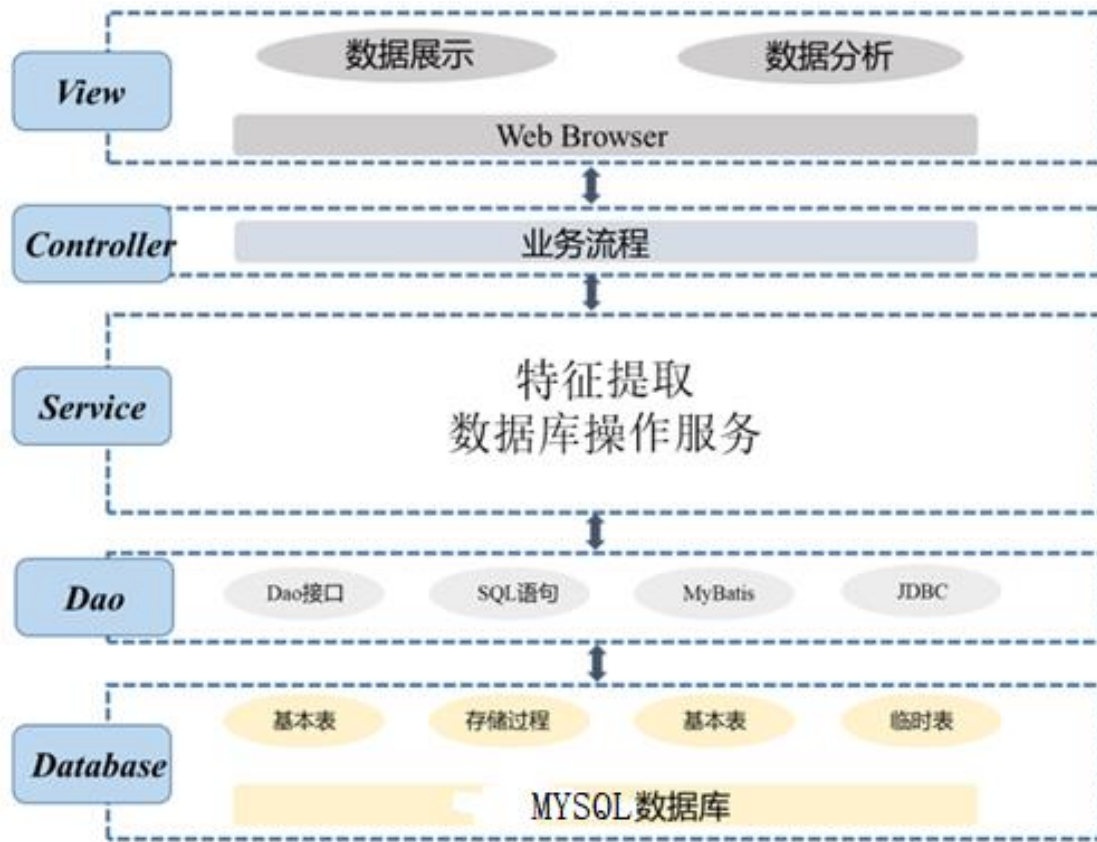 View
数据展示
数据分析
Web Browser
Controller
业务流程
Service
特征提取
数据库操作服务
Dao
Dao接口
SQL语句
MyBatis
JDBC
Database
基本表
存储过程
基本表
临时表
MYSQL数据库